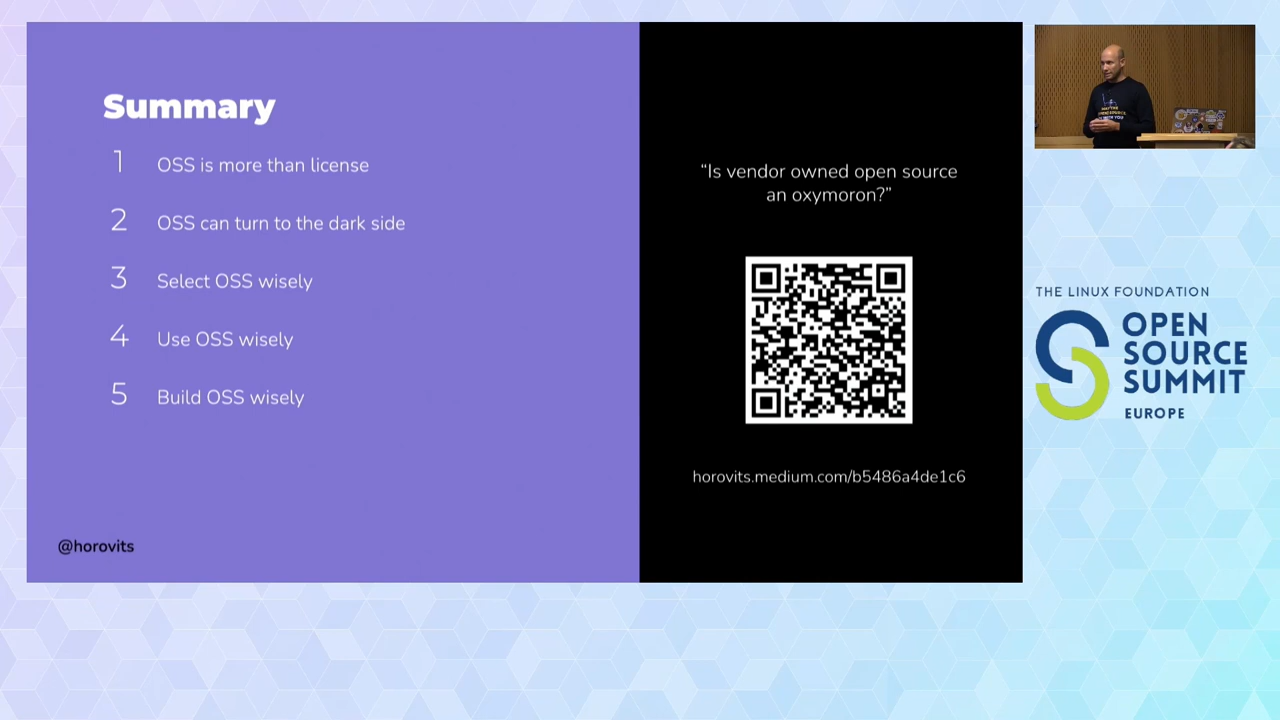 Summary
1 OSS is more than license
2 OSS can turn to the dark side
3 Select OSS wisely
4 Use OSS wisely
5 Build OSS wisely
@horovits
“Is vendor owned open source
an oxymoron?”
horovits.medium.com/b5486a4de1c6
THE LINUX FOUNDATION
OPEN
SOURCE
SUMMIT
EUROPE